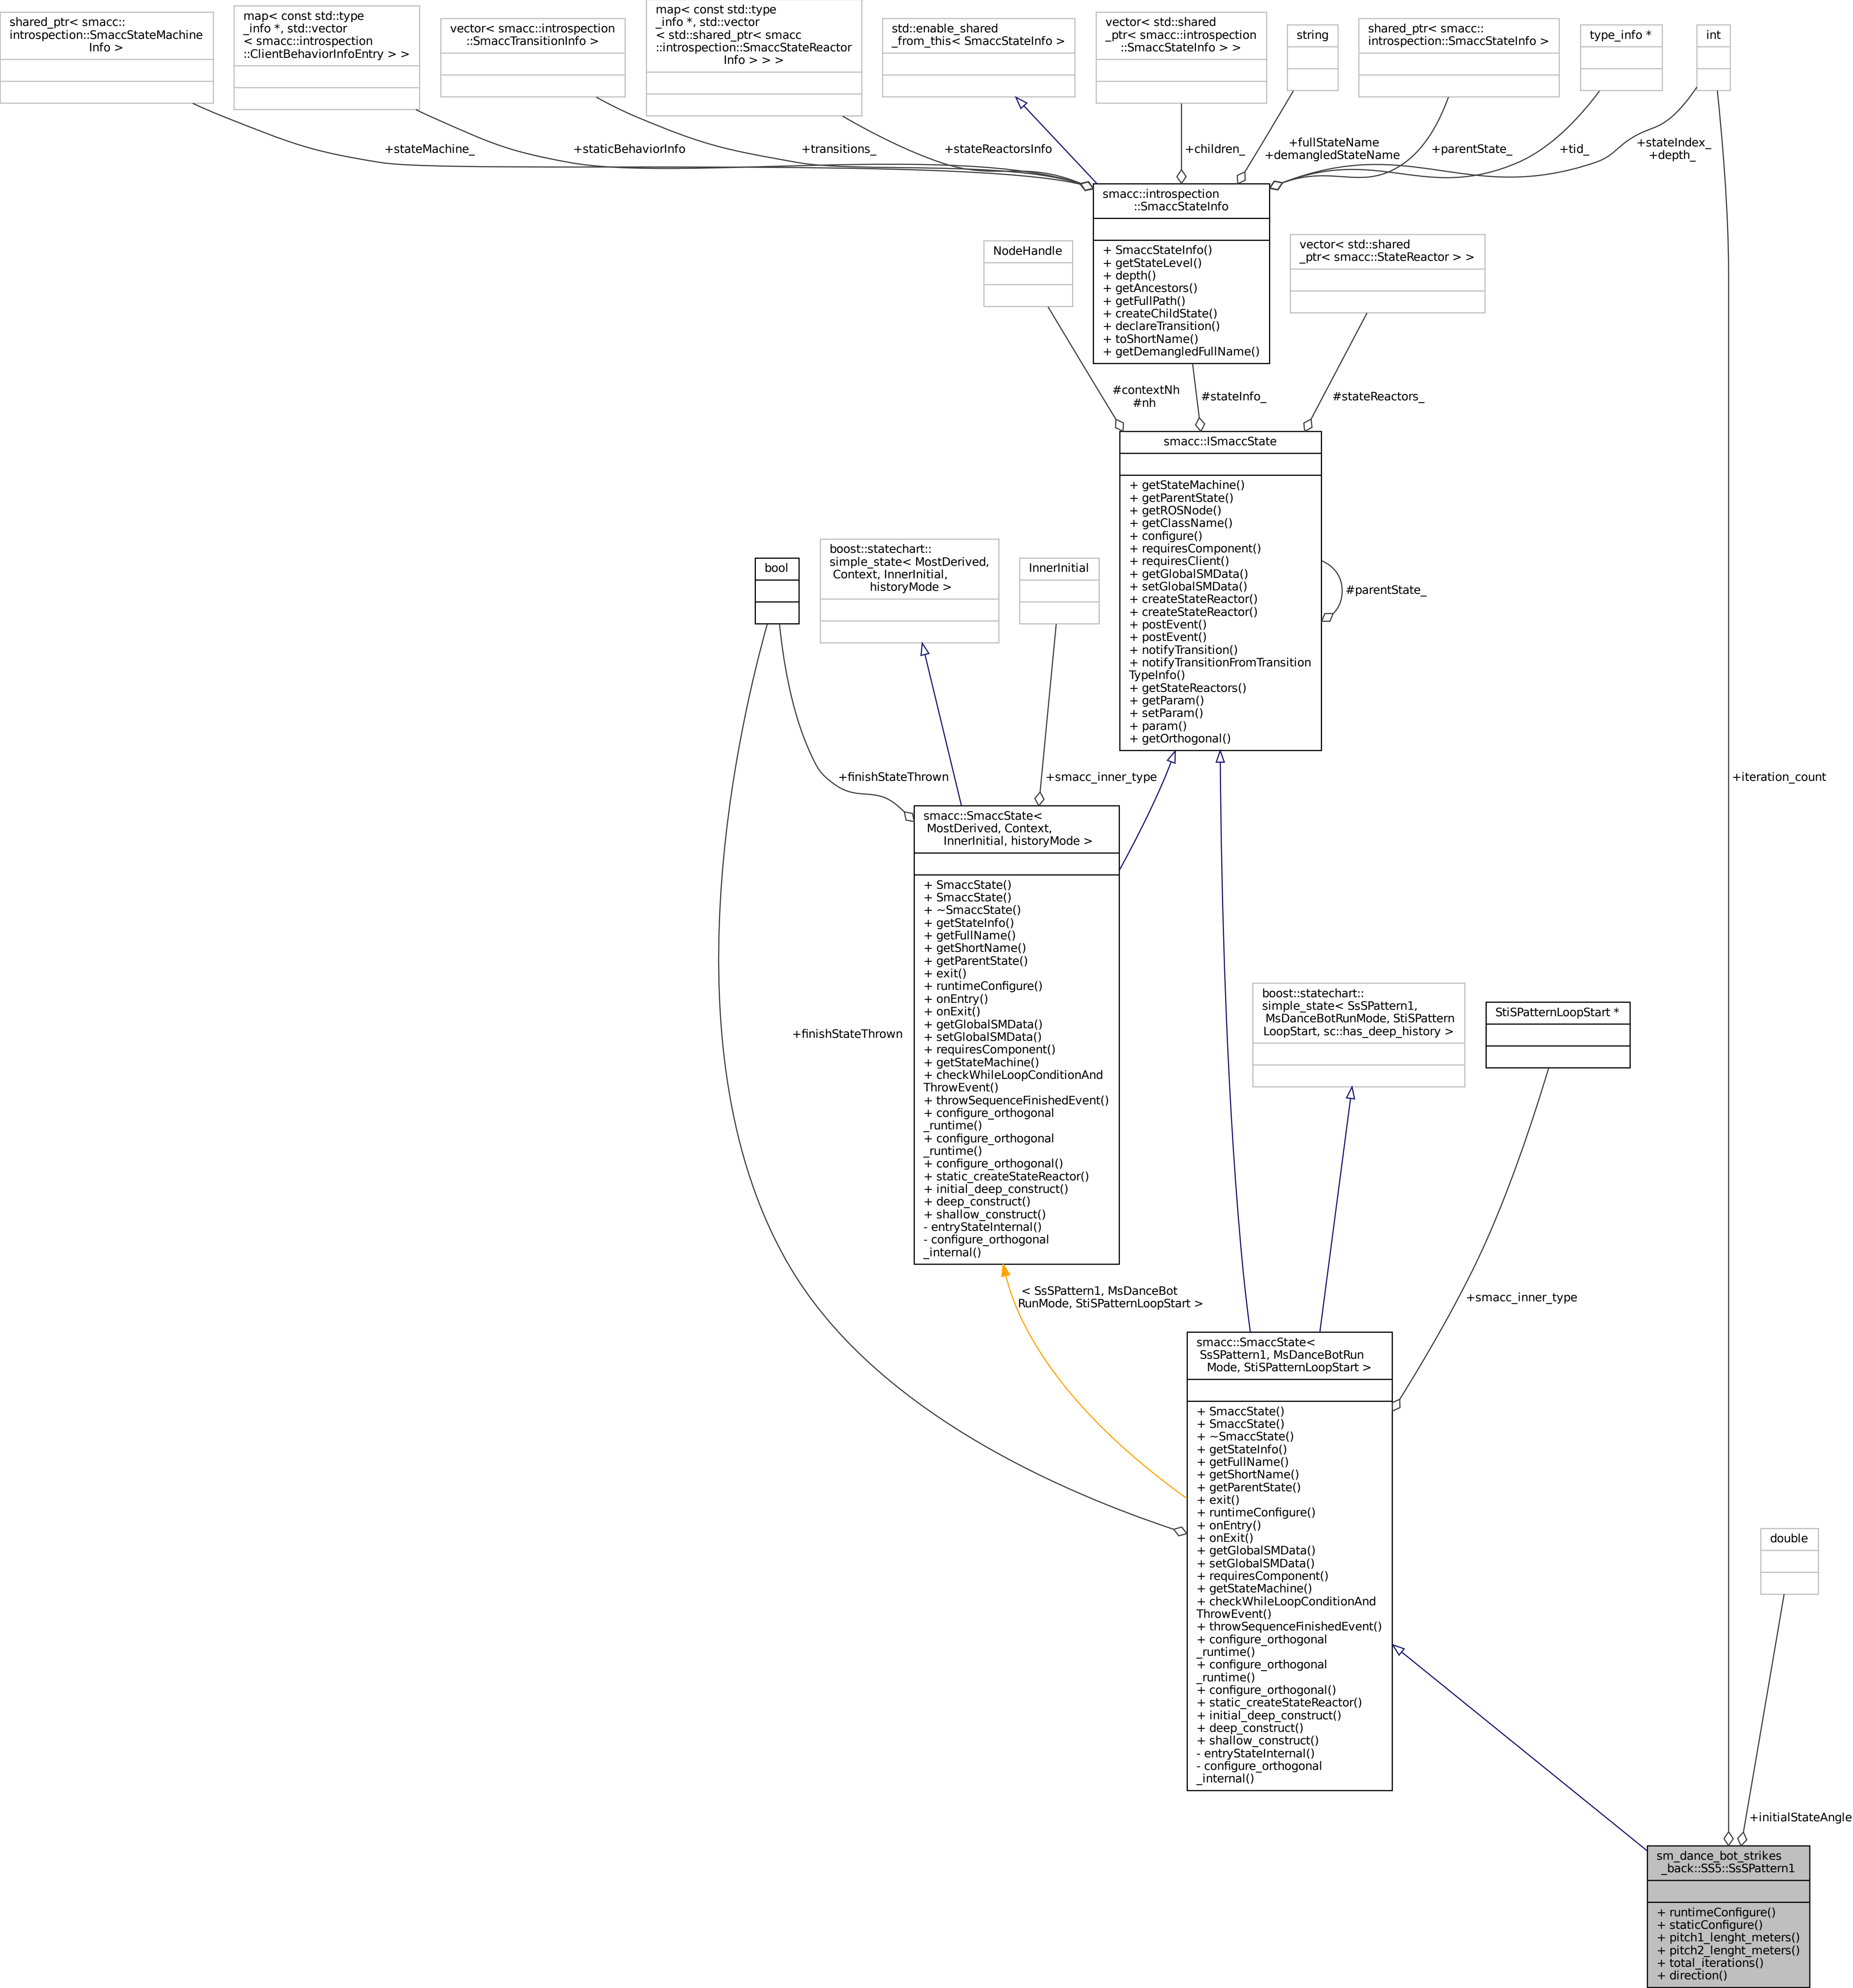 shared_ptr< smacc::
introspection::SmaccStateMachine
Info >
map< const std::type
_info *, std::vector
< smacc::introspection
::ClientBehaviorInfoEntry > >
vector< smacc::introspection
::SmaccTransitionInfo >
map< const std::type
_info *, std::vector
< std::shared_ptr< smacc
::introspection::SmaccStateReactor
Info > > >
std::enable_shared
_from_this< SmaccStateInfo >
vector< std::shared
_ptr< smacc::introspection
::SmaccStateInfo > >
string
shared_ptr< smacc::
introspection::SmaccStateInfo >
type_info *
int
+stateMachine_
+staticBehaviorInfo
+transitions_
+stateReactorsInfo
+children_
+fullStateName
+demangledStateName
+parentState_
+tid_
+stateIndex_
+depth_
smacc::introspection
::SmaccStateInfo
+ SmaccStateInfo()
+ getStateLevel()
+ depth()
+ getAncestors()
+ getFullPath()
+ createChildState()
+ declareTransition()
+ toShortName()
+ getDemangledFullName()
NodeHandle
vector< std::shared
_ptr< smacc::StateReactor > >
#contextNh
#nh
#stateInfo_
#stateReactors_
smacc::ISmaccState
+ getStateMachine()
+ getParentState()
+ getROSNode()
+ getClassName()
+ configure()
+ requiresComponent()
+ requiresClient()
+ getGlobalSMData()
+ setGlobalSMData()
+ createStateReactor()
+ createStateReactor()
+ postEvent()
+ postEvent()
+ notifyTransition()
+ notifyTransitionFromTransition
TypeInfo()
+ getStateReactors()
+ getParam()
+ setParam()
+ param()
+ getOrthogonal()
#parentState_
bool
boost::statechart::
simple_state< MostDerived,
Context, InnerInitial,
historyMode >
InnerInitial
+finishStateThrown
+smacc_inner_type
+iteration_count
smacc::SmaccState<
MostDerived, Context,
InnerInitial, historyMode >
+ SmaccState()
+ SmaccState()
+ ~SmaccState()
+ getStateInfo()
+ getFullName()
+ getShortName()
+ getParentState()
+ exit()
+ runtimeConfigure()
+ onEntry()
+ onExit()
+ getGlobalSMData()
+ setGlobalSMData()
+ requiresComponent()
+ getStateMachine()
+ checkWhileLoopConditionAnd
ThrowEvent()
+ throwSequenceFinishedEvent()
+ configure_orthogonal
_runtime()
+ configure_orthogonal
_runtime()
+ configure_orthogonal()
+ static_createStateReactor()
+ initial_deep_construct()
+ deep_construct()
+ shallow_construct()
- entryStateInternal()
- configure_orthogonal
_internal()
+finishStateThrown
boost::statechart::
simple_state< SsSPattern1,
MsDanceBotRunMode, StiSPattern
LoopStart, sc::has_deep_history >
StiSPatternLoopStart *
< SsSPattern1, MsDanceBot
RunMode, StiSPatternLoopStart >
+smacc_inner_type
smacc::SmaccState<
SsSPattern1, MsDanceBotRun
Mode, StiSPatternLoopStart >
+ SmaccState()
+ SmaccState()
+ ~SmaccState()
+ getStateInfo()
+ getFullName()
+ getShortName()
+ getParentState()
+ exit()
+ runtimeConfigure()
+ onEntry()
+ onExit()
+ getGlobalSMData()
+ setGlobalSMData()
+ requiresComponent()
+ getStateMachine()
+ checkWhileLoopConditionAnd
ThrowEvent()
+ throwSequenceFinishedEvent()
+ configure_orthogonal
_runtime()
+ configure_orthogonal
_runtime()
+ configure_orthogonal()
+ static_createStateReactor()
+ initial_deep_construct()
+ deep_construct()
+ shallow_construct()
- entryStateInternal()
- configure_orthogonal
_internal()
double
+initialStateAngle
sm_dance_bot_strikes
_back::SS5::SsSPattern1
+ runtimeConfigure()
+ staticConfigure()
+ pitch1_lenght_meters()
+ pitch2_lenght_meters()
+ total_iterations()
+ direction()